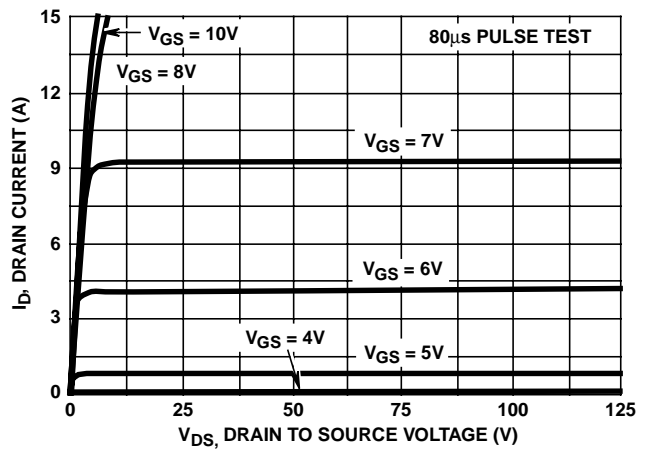 15
12
9
6
3
0
I_D, DRAIN CURRENT (A)
V_GS = 10V
V_GS = 8V
80μs PULSE TEST
V_GS = 7V
V_GS = 6V
V_GS = 4V
V_GS = 5V
0 25 50 75 100 125
V_DS, DRAIN TO SOURCE VOLTAGE (V)